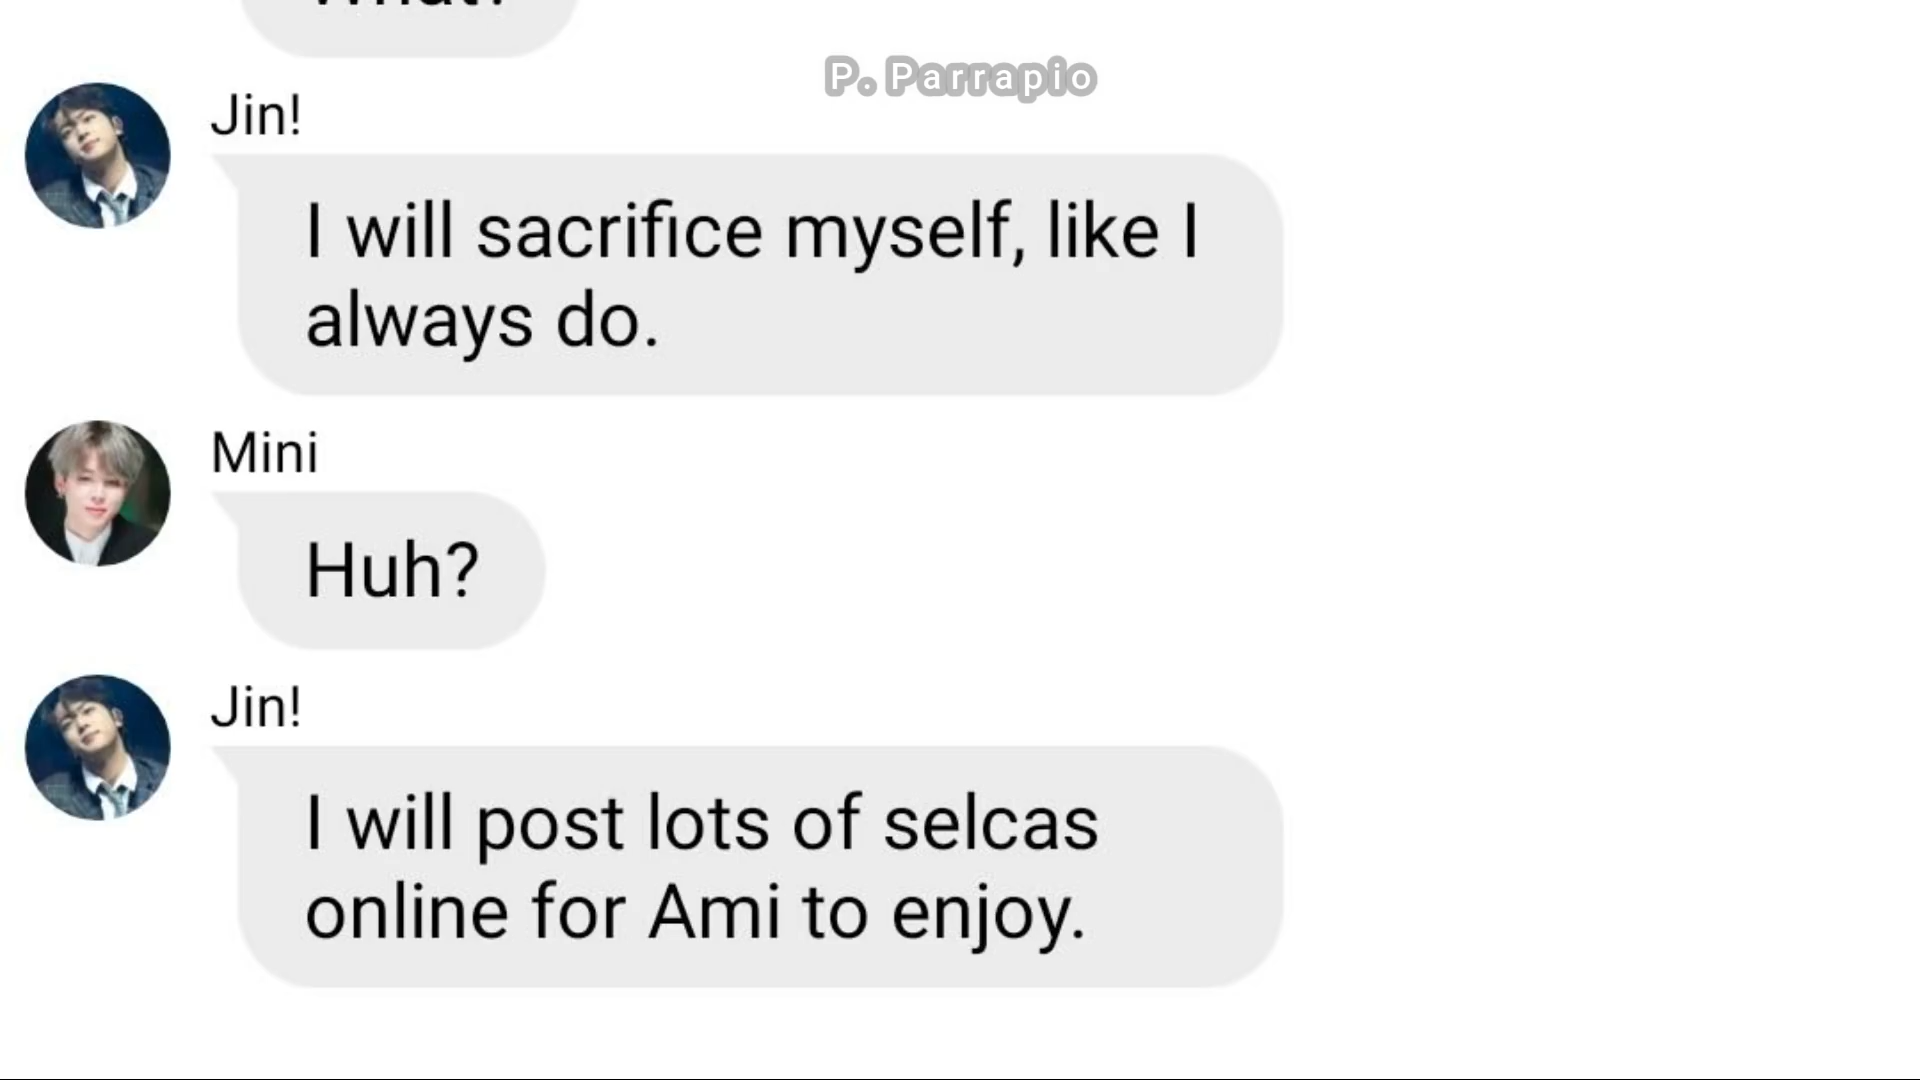 What?
P. Parrapio
Jin!
I will sacrifice myself, like I
always do.
Mini
Huh?
Jin!
I will post lots of selcas
online for Ami to enjoy.